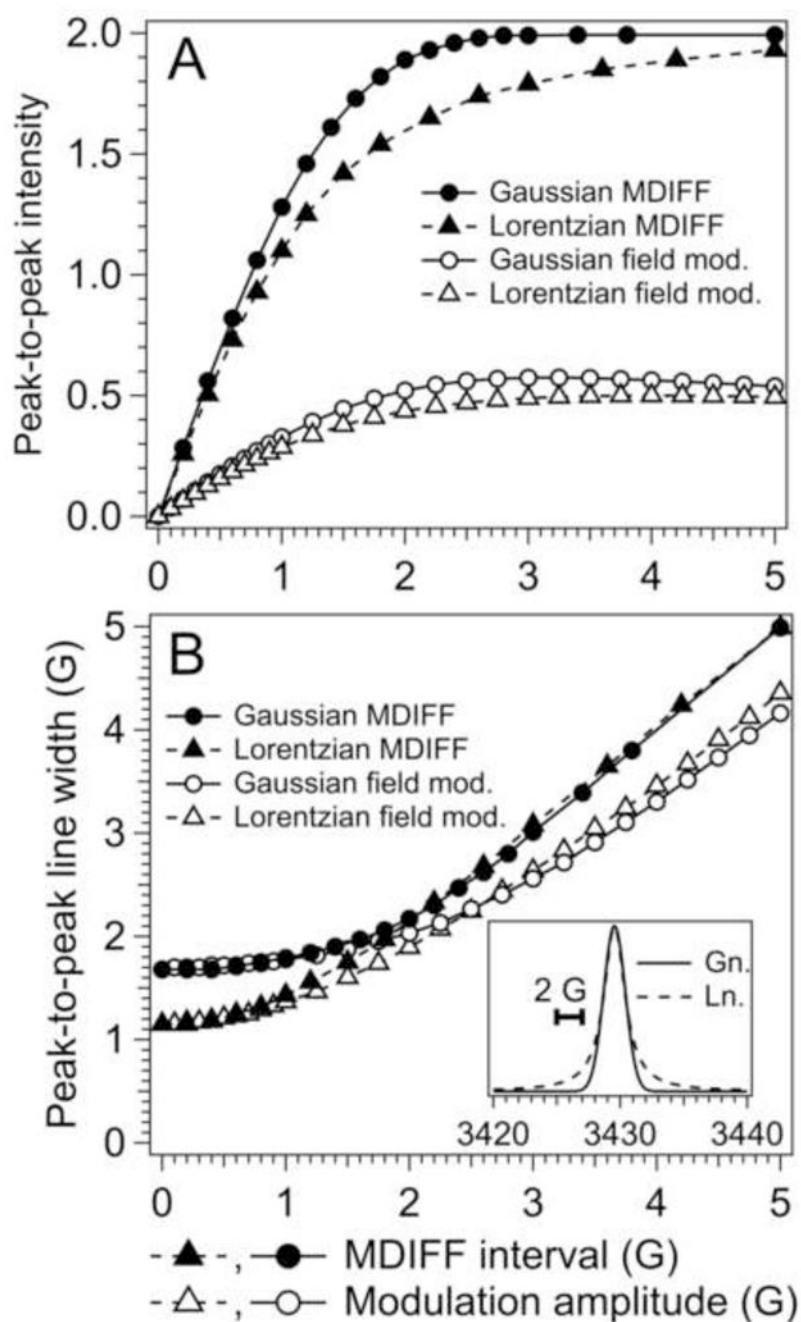 A
Peak-to-peak intensity
2.0
1.5
1.0
0.5
0.0
Gaussian MDIFF
Lorentzian MDIFF
Gaussian field mod.
Lorentzian field mod.
0 1 2 3 4 5
B
Peak-to-peak line width (G)
5
4
3
2
1
0
Gaussian MDIFF
Lorentzian MDIFF
Gaussian field mod.
Lorentzian field mod.
2 G
Gn.
Ln.
3420 3430 3440
0 1 2 3 4 5
, MDIFF interval (G)
, Modulation amplitude (G)